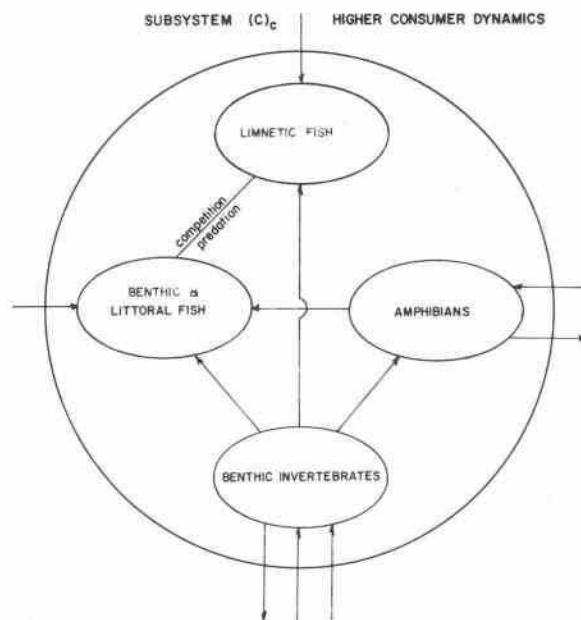 SUBSYSTEM (C)c HIGHER CONSUMER DYNAMICS
LIMNETIC FISH
competition
predation
BENTHIC &
LITTORAL FISH
AMPHIBIANS
BENTHIC INVERTEBRATES